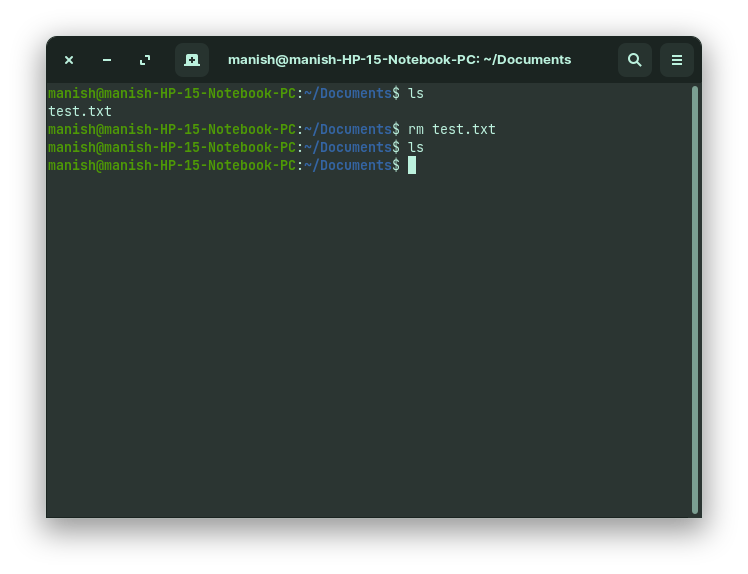 manish@manish-HP-15-Notebook-PC: ~/Documents
manish@manish-HP-15-Notebook-PC:~/Documents$ ls
test.txt
manish@manish-HP-15-Notebook-PC:~/Documents$ rm test.txt
manish@manish-HP-15-Notebook-PC:~/Documents$ ls
manish@manish-HP-15-Notebook-PC:~/Documents$